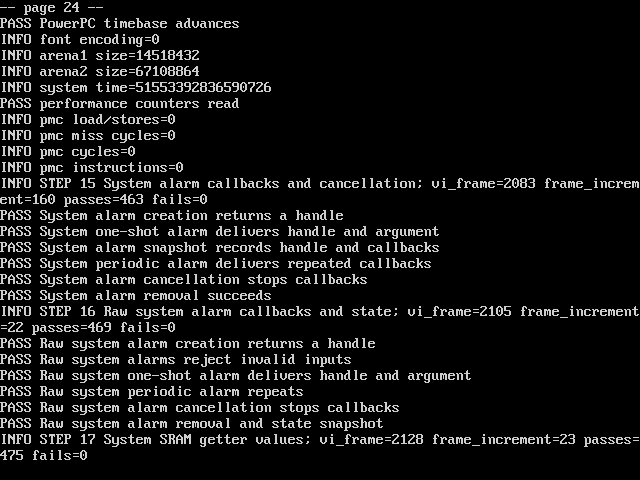 -- page 24 --
PASS PowerPC timebase advances
INFO font encoding=0
INFO arena1 size=14518432
INFO arena2 size=67108864
INFO system time=51553392836590726
PASS performance counters read
INFO pmc load/stores=0
INFO pmc miss cycles=0
INFO pmc cycles=0
INFO pmc instructions=0
INFO STEP 15 System alarm callbacks and cancellation; vi_frame=2083 frame_increm
ent=160 passes=463 fails=0
PASS System alarm creation returns a handle
PASS System one-shot alarm delivers handle and argument
PASS System alarm snapshot records handle and callbacks
PASS System periodic alarm delivers repeated callbacks
PASS System alarm cancellation stops callbacks
PASS System alarm removal succeeds
INFO STEP 16 Raw system alarm callbacks and state; vi_frame=2105 frame_increment
=22 passes=469 fails=0
PASS Raw system alarm creation returns a handle
PASS Raw system alarms reject invalid inputs
PASS Raw system one-shot alarm delivers handle and argument
PASS Raw system periodic alarm repeats
PASS Raw system alarm cancellation stops callbacks
PASS Raw system alarm removal and state snapshot
INFO STEP 17 System SRAM getter values; vi_frame=2128 frame_increment=23 passes=
475 fails=0